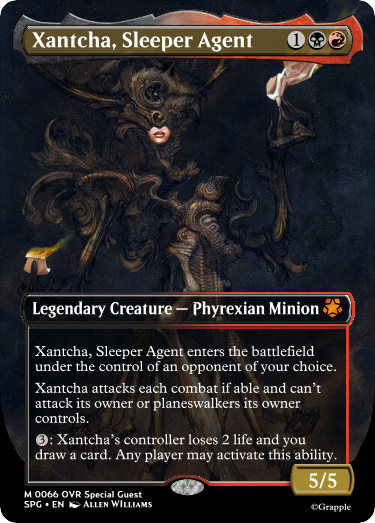 Xantcha, Sleeper Agent 1
Legendary Creature — Phyrexian Minion
Xantcha, Sleeper Agent enters the battlefield
under the control of an opponent of your choice.
Xantcha attacks each combat if able and can't
attack its owner or planeswalkers its owner
controls.
3: Xantcha's controller loses 2 life and you
draw a card. Any player may activate this ability.
5/5
M 0066 OVR Special Guest
SPG • EN Allen Williams
©Grapple